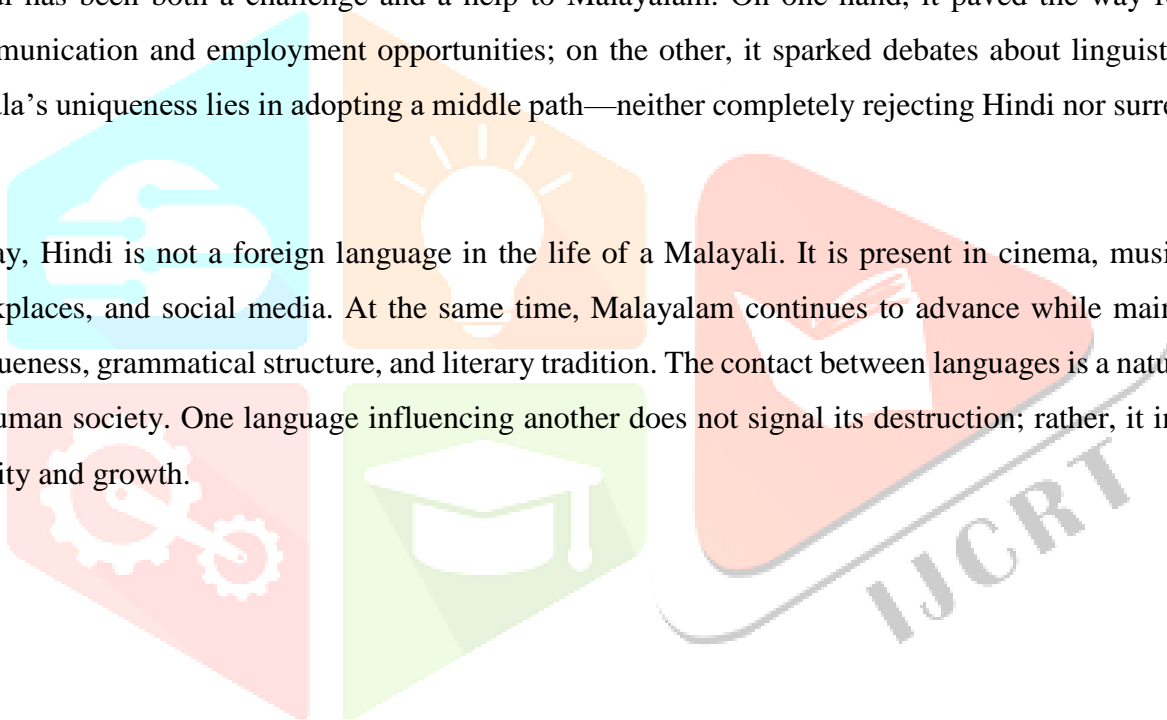 has been both a challenge and a help to Malayalam. On one hand, it paved the way
munication and employment opportunities; on the other, it sparked debates about linguist
la's uniqueness lies in adopting a middle path—neither completely rejecting Hindi nor surre
ay, Hindi is not a foreign language in the life of a Malayali. It is present in cinema, musi
kplaces, and social media. At the same time, Malayalam continues to advance while main
ueness, grammatical structure, and literary tradition. The contact between languages is a natu
uman society. One language influencing another does not signal its destruction; rather, it in
ity and growth.
IJCRT